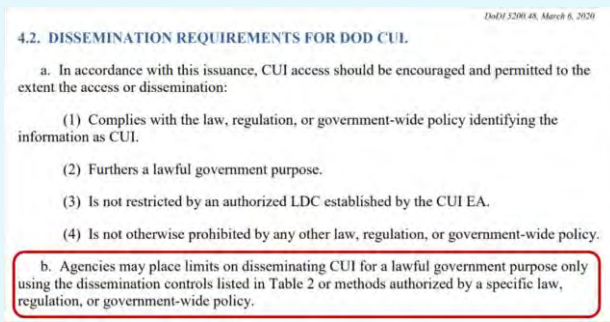 DoDI 5200.48, March 6, 2020
4.2. DISSEMINATION REQUIREMENTS FOR DOD CUI.
a. In accordance with this issuance, CUI access should be encouraged and permitted to the
extent the access or dissemination:
(1) Complies with the law, regulation, or government-wide policy identifying the
information as CUI.
(2) Furthers a lawful government purpose.
(3) Is not restricted by an authorized LDC established by the CUI EA.
(4) Is not otherwise prohibited by any other law, regulation, or government-wide policy.
b. Agencies may place limits on disseminating CUI for a lawful government purpose only
using the dissemination controls listed in Table 2 or methods authorized by a specific law,
regulation, or government-wide policy.